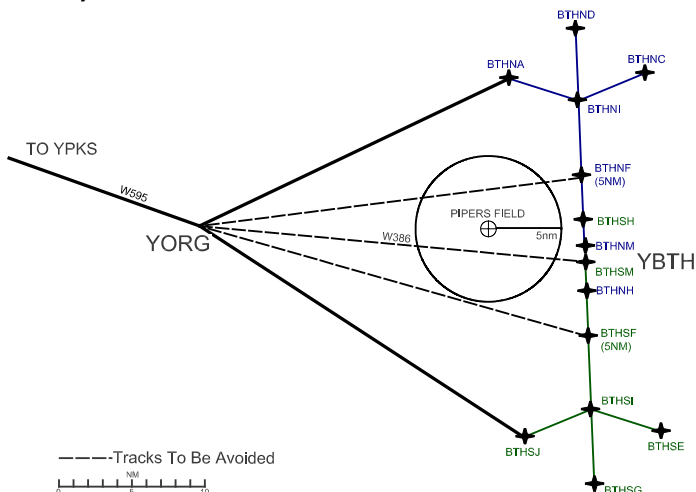 BTHND
BTHNA
BTHNC
BTHNI
TO YPKS
W595
BTHNF
(5NM)
PIPERS FIELD
BTHSH
5nm
W386
YORG
BTHNM
BTHSM
YBTH
BTHNH
BTHSF
(5NM)
BTHSI
BTHSJ
BTHSE
Tracks To Be Avoided
NM
0 5 10
BTHSG